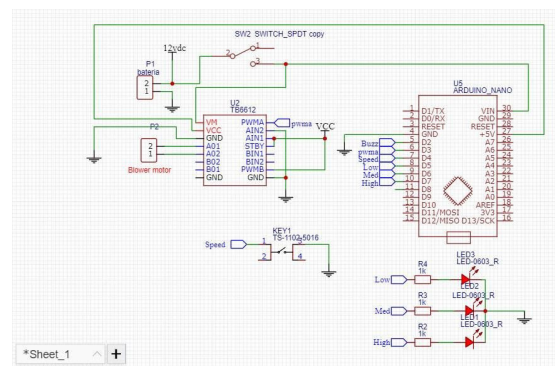 SW2 SWITCH_SPDT copy
12vdc
2
1
3
P1
bateria
2
1
U2
TB6612
VM
VCC
GND
A01
A02
B02
B01
GND
PWMA
AIN2
AIN1
STBY
BIN1
BIN2
PWMB
GND
pwma
VCC
P2
2
1
Blower motor
U5
ARDUINO_NANO
1 D1/TX VIN 30
2 D0/RX GND 29
3 RESET RESET 28
4 GND +5V 27
Buzz 5 D2 A7 26
pwma 6 D3 A6 25
Speed 7 D4 A5 24
Low 8 D5 A4 23
Med 9 D6 A3 22
High 10 D7 A2 21
11 D8 A1 20
12 D9 A0 19
13 D10 AREF 18
14 D11/MOSI 3V3 17
15 D12/MISO D13/SCK 16
KEY1
TS-1102-5016
Speed
1
2
3
4
LED3
LED-0603_R
R4
1k
Low
LED2
LED-0603_R
R3
1k
Med
LED1
LED-0603_R
R2
1k
High
*Sheet_1